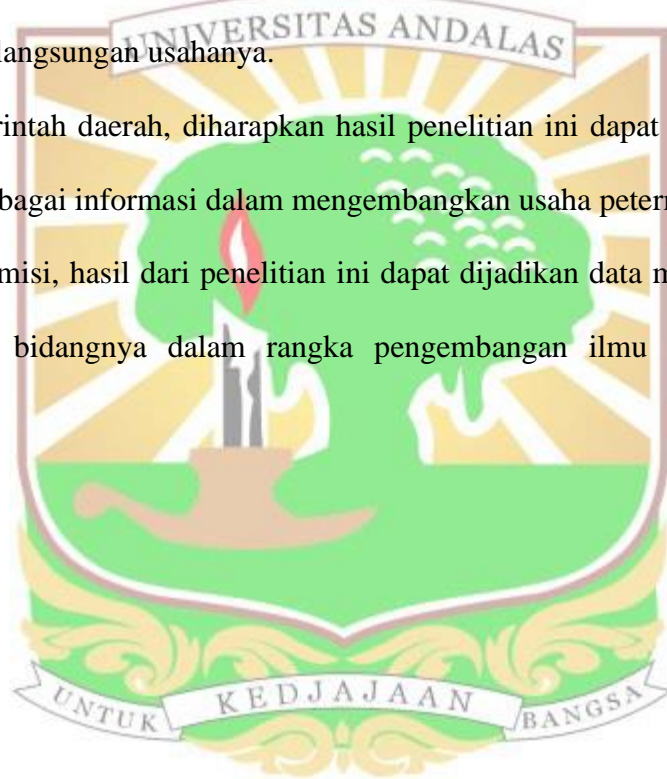 UNIVERSITAS ANDALAS
langsungan usahanya.
rintah daerah, diharapkan hasil penelitian ini dapat
bagai informasi dalam mengembangkan usaha petern
misi, hasil dari penelitian ini dapat dijadikan data m
bidangnya dalam rangka pengembangan ilmu
UNTUK KEDJAJAAN BANGSA